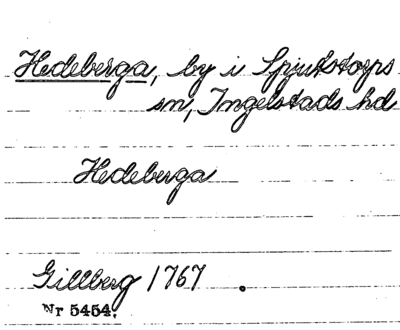 Hedeberga, by i Spjutstorps
sn, Ingelstads hd
Hedeberga
Gillberg 1767 .
Nr 5454.